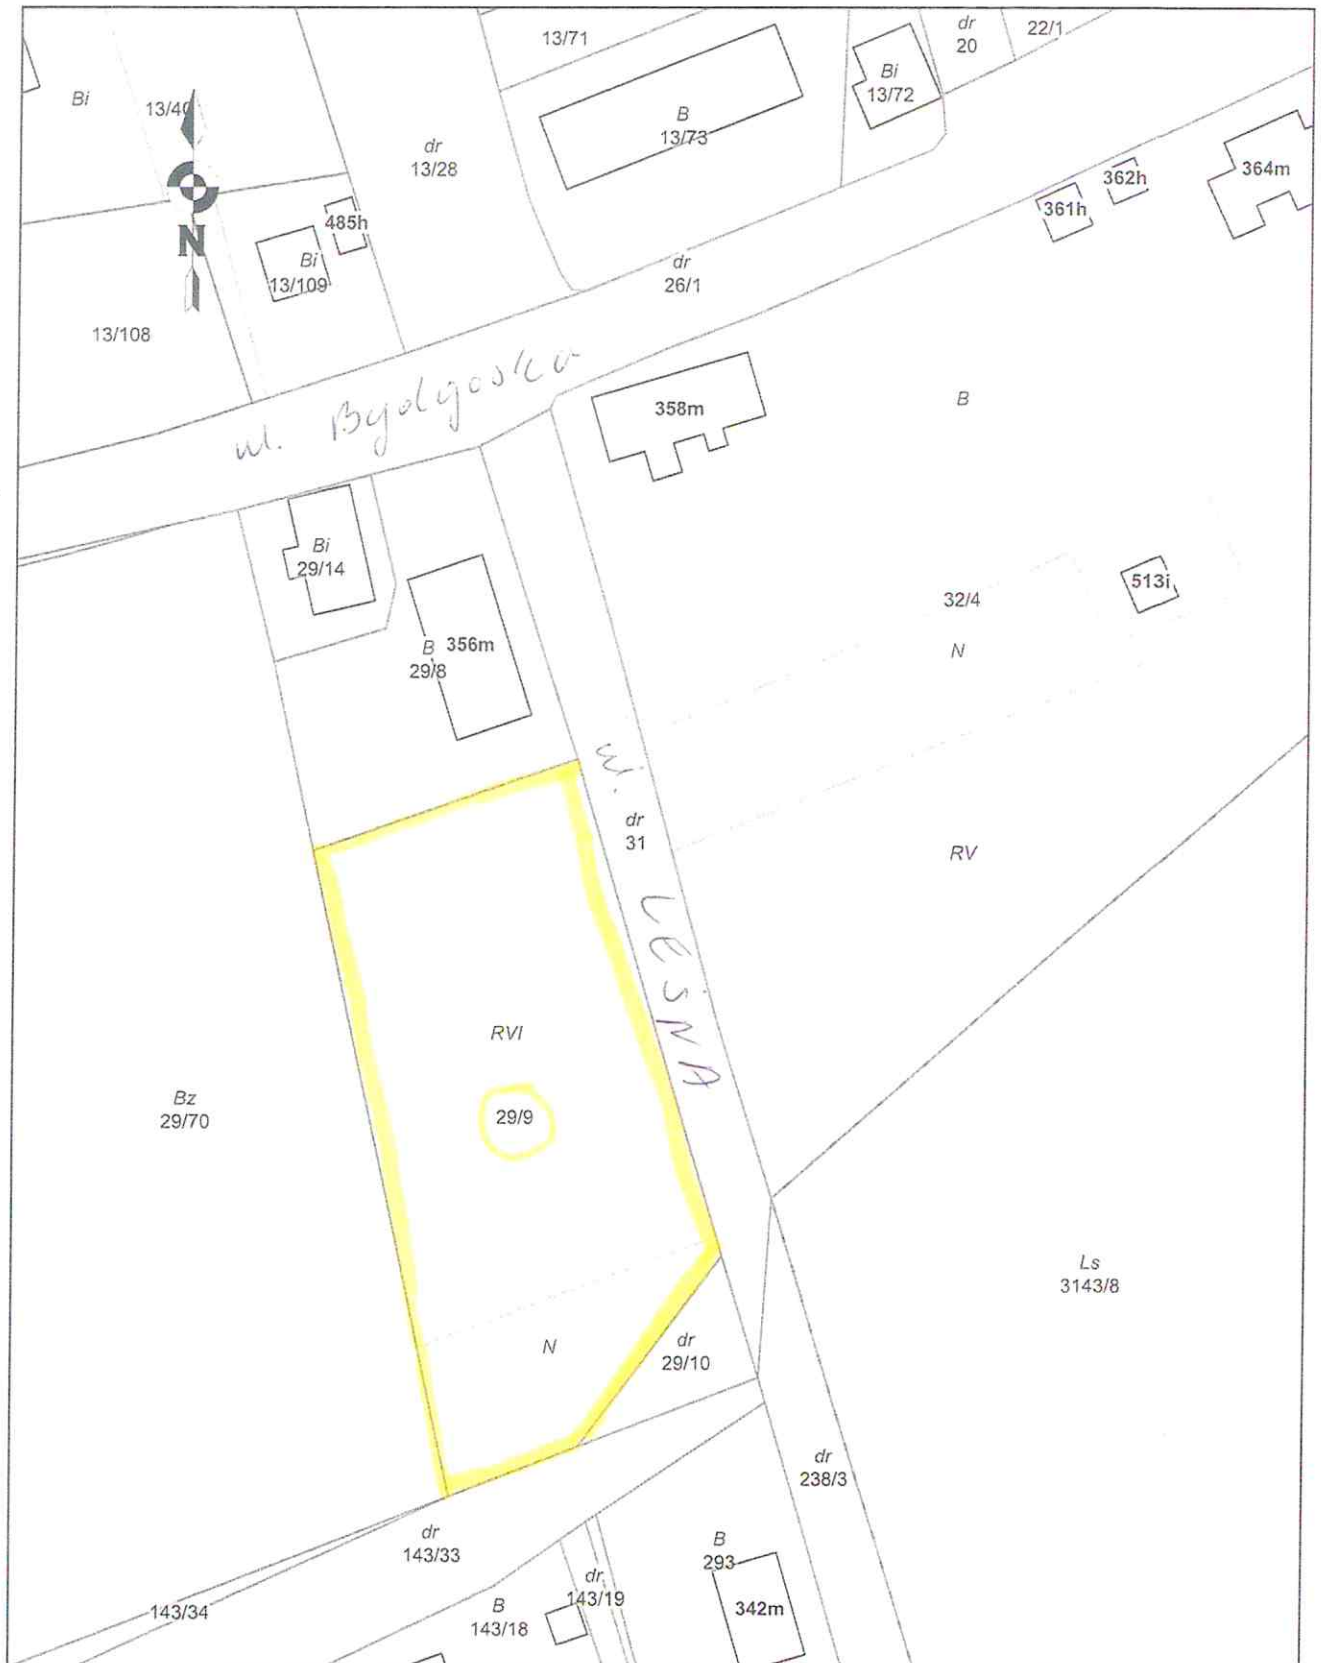 13/71
dr
20
22/1
Bi
13/40
Bi
13/72
B
13/73
dr
13/28
364m
362h
361h
485h
N
Bi
13/109
dr
26/1
13/108
ul. Bydgoska
358m
B
Bi
29/14
513i
32/4
B
356m
29/8
N
ul.
dr
31
RV
LEŚNA
RVI
Bz
29/70
29/9
Ls
3143/8
N
dr
29/10
dr
238/3
dr
143/33
B
293
dr
143/19
143/34
B
143/18
342m